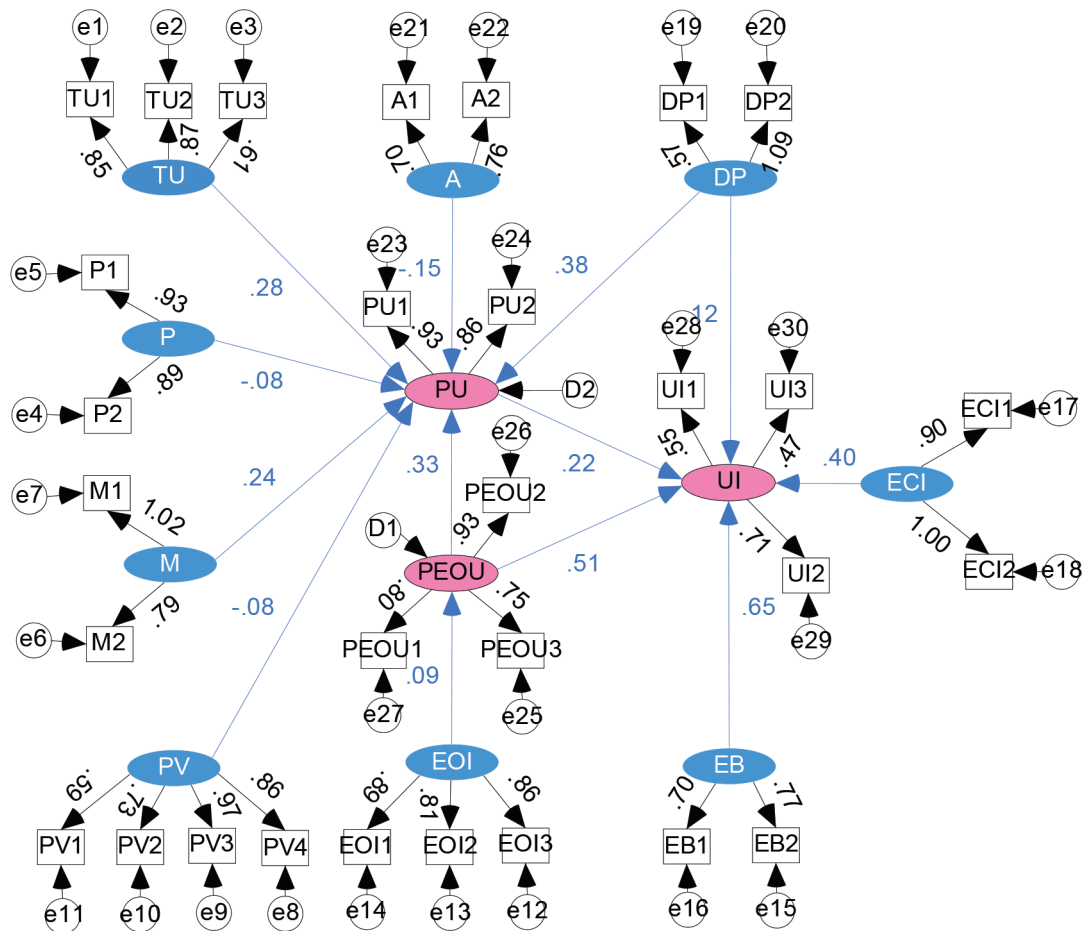 e1 e2 e3 e21 e22 e19 e20
TU1 TU2 TU3 A1 A2 DP1 DP2
.85 .87 .61 .70 .76 .57 1.09
TU A DP
e5 P1 e23 e24
.28 -.15 .38
PU1 PU2 .12 e28 e30
.93 .93 .86
P PU D2 UI1 UI3
-.08 .89
e4 P2 e26 ECI1 e17
.55 .47 .90
.24 .33 .22 .40
e7 M1 PEOU2 UI ECI
1.02 D1 .93 .71 1.00
M PEOU .51 UI2 ECI2 e18
.79 -.08 .80 .75 .65
e6 M2 PEOU1 PEOU3 e29
.09
e27 e25
PV EOI EB
.59 .73 .97 .86 .89 .81 .86 .70 .77
PV1 PV2 PV3 PV4 EOI1 EOI2 EOI3 EB1 EB2
e11 e10 e9 e8 e14 e13 e12 e16 e15